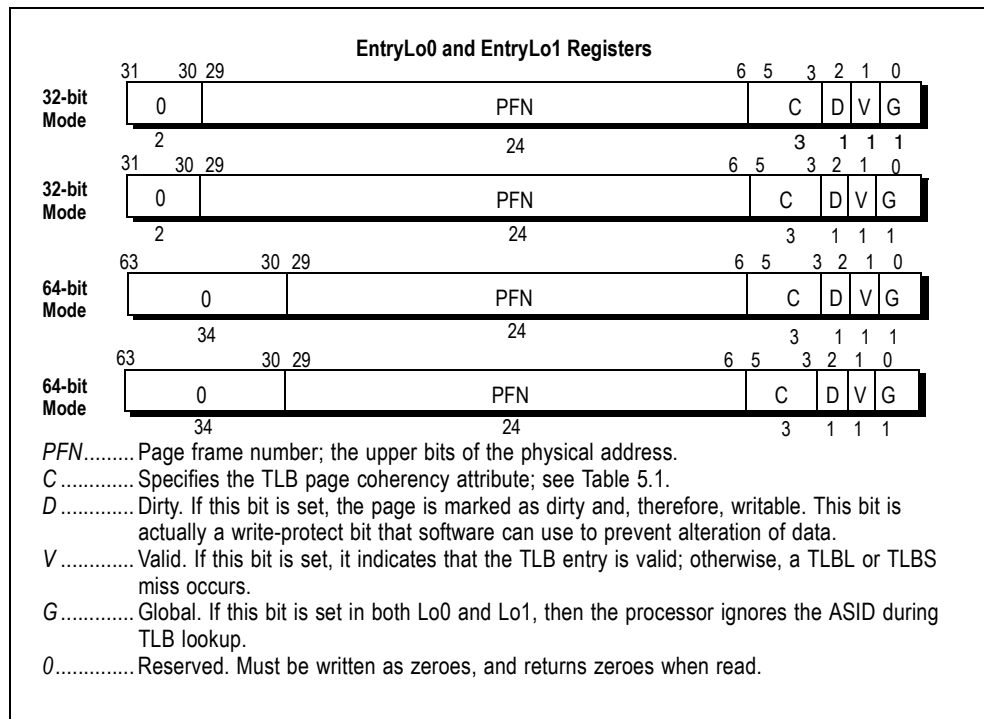 EntryLo0 and EntryLo1 Registers
31 30 29 6 5 3 2 1 0
32-bit Mode 0 PFN C D V G
2 24 3 1 1 1
31 30 29 6 5 3 2 1 0
32-bit Mode 0 PFN C D V G
2 24 3 1 1 1
63 30 29 6 5 3 2 1 0
64-bit Mode 0 PFN C D V G
34 24 3 1 1 1
63 30 29 6 5 3 2 1 0
64-bit Mode 0 PFN C D V G
34 24 3 1 1 1
PFN......... Page frame number; the upper bits of the physical address.
C ............. Specifies the TLB page coherency attribute; see Table 5.1.
D ............. Dirty. If this bit is set, the page is marked as dirty and, therefore, writable. This bit is
actually a write-protect bit that software can use to prevent alteration of data.
V ............. Valid. If this bit is set, it indicates that the TLB entry is valid; otherwise, a TLBL or TLBS
miss occurs.
G ............. Global. If this bit is set in both Lo0 and Lo1, then the processor ignores the ASID during
TLB lookup.
0.............. Reserved. Must be written as zeroes, and returns zeroes when read.